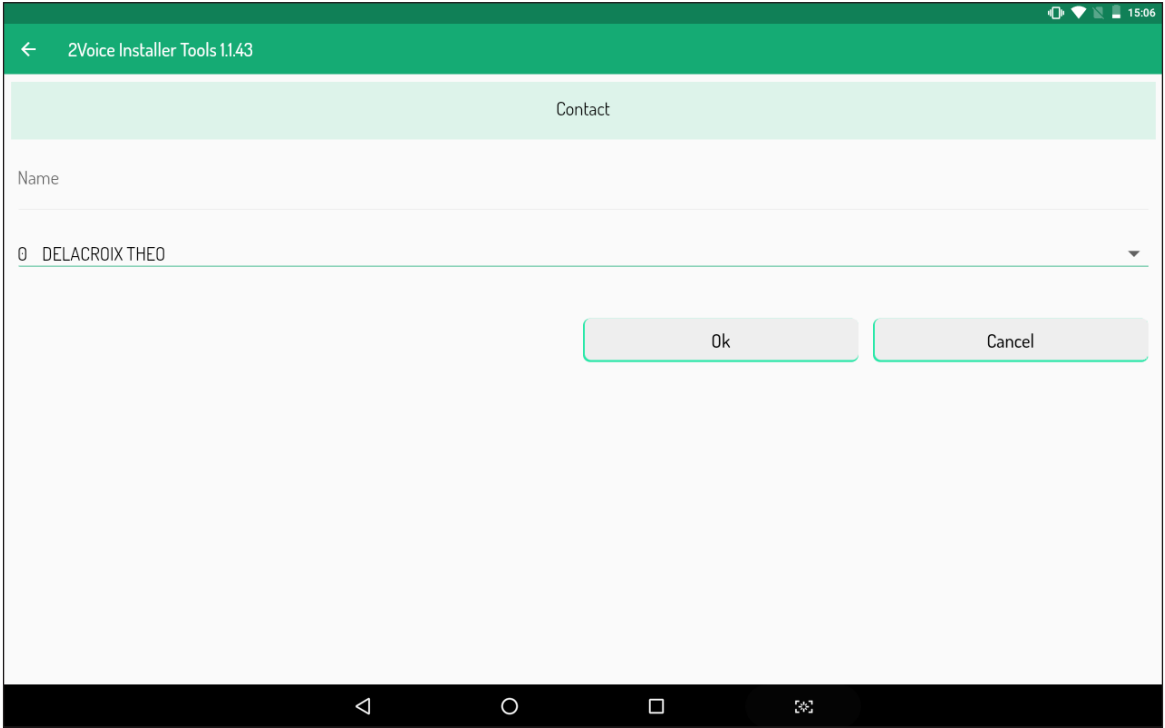 15:06
2Voice Installer Tools 1.1.43
Contact
Name
0 DELACROIX THEO
Ok Cancel